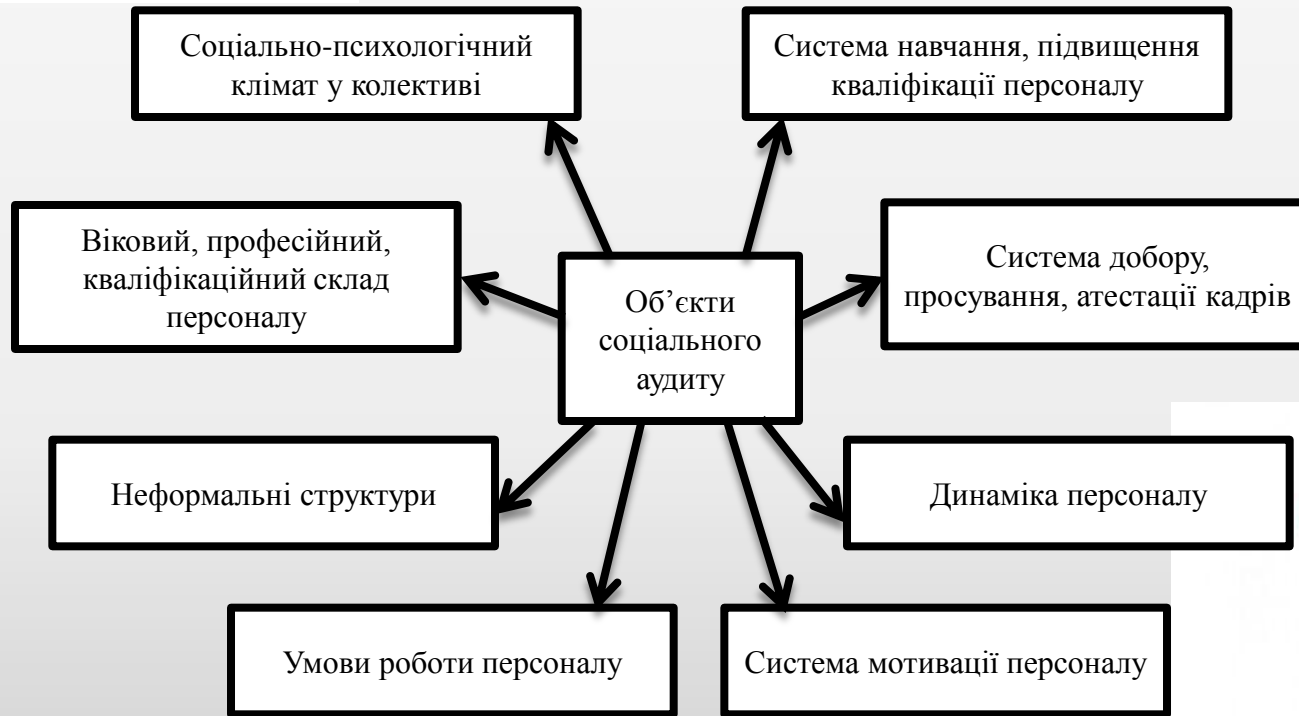 Соціально-психологічний
клімат у колективі
Система навчання, підвищення
кваліфікації персоналу
Віковий, професійний,
кваліфікаційний склад
персоналу
Об’єкти
соціального
аудиту
Система добору,
просування, атестації кадрів
Неформальні структури
Динаміка персоналу
Умови роботи персоналу
Система мотивації персоналу